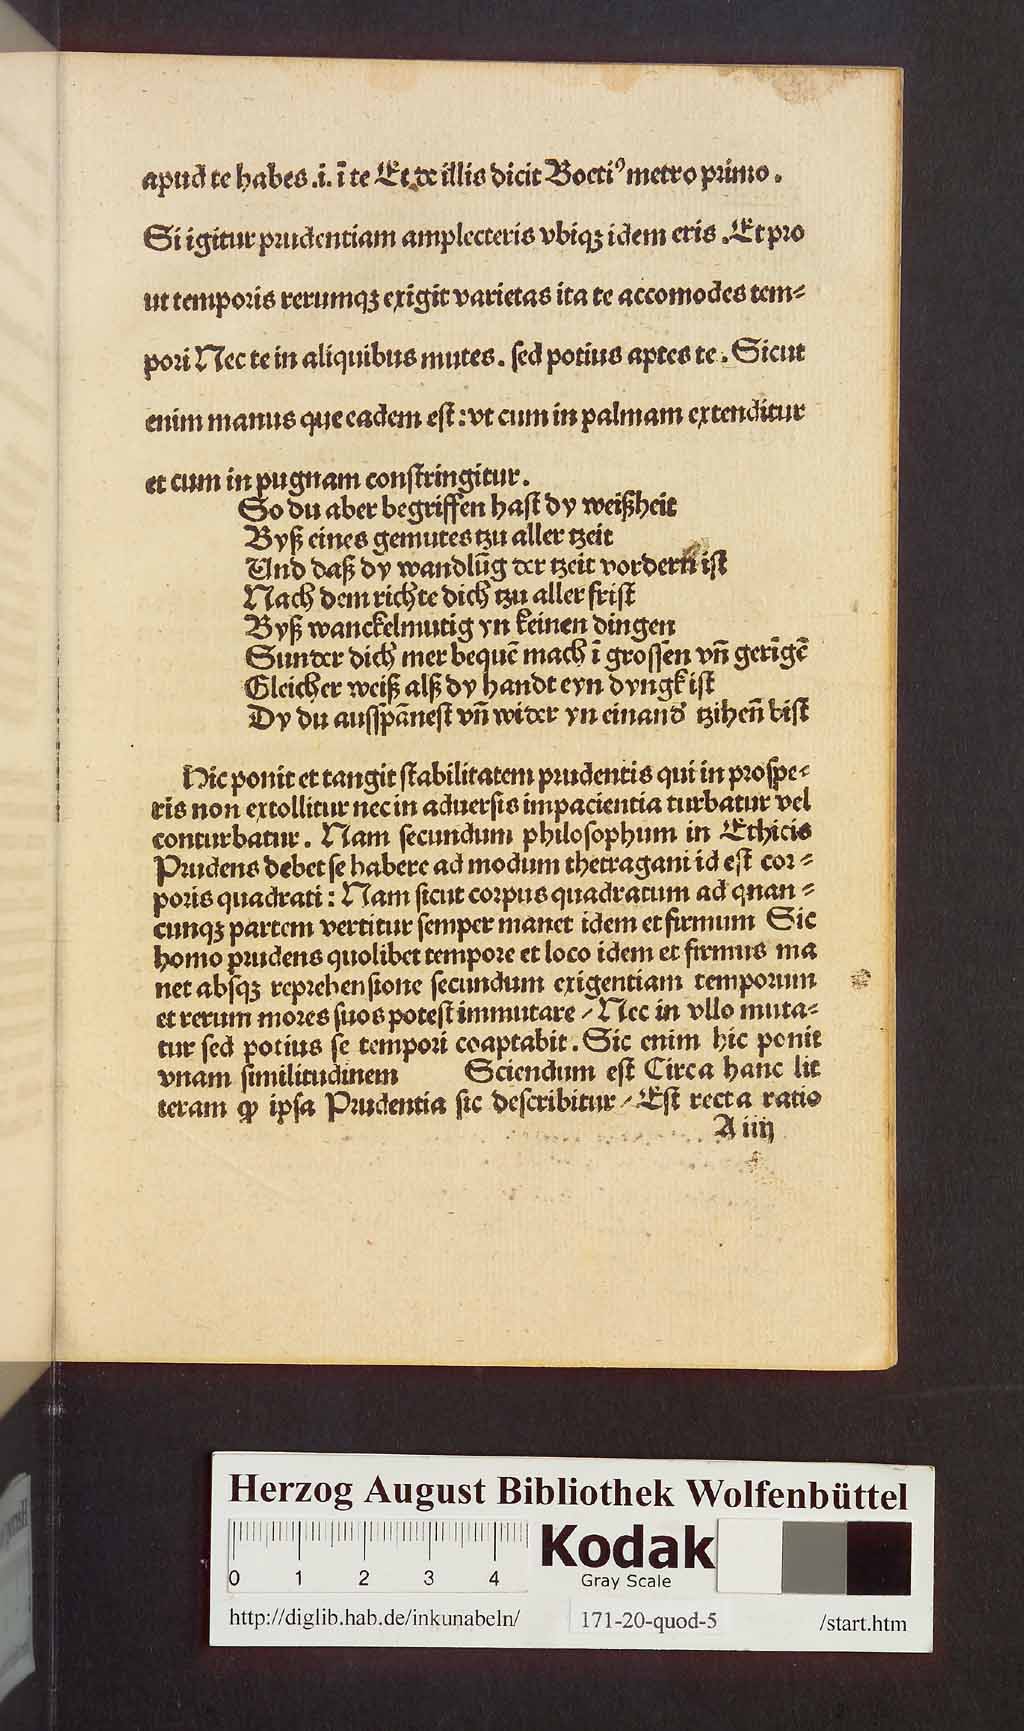 apud te habes .i. ī te Et de illis dicit Boeti⁹ metro primo .
Si igitur prudentiam amplecteris vbiqꝫ idem eris . Et pro
ut temporis rerumqꝫ exigit varietas ita te accomodes tem⸗
pori Nec te in aliquibus mutes . sed potius aptes te . Sicut
enim manus que eadem est : vt cum in palmam extenditur
et cum in pugnam constringitur .
So du aber begriffen hast dy weißheit
Byß eines gemutes tzu aller tzeit
Und daß dy wandlūg der tzeit vordern ist
Nach dem richte dich tzu aller frist
Byß wanckelmutig yn keinen dingen
Sunder dich mer bequē mach ī grossen vn̄ gerīgē
Gleicher weiß alß dy handt eyn dyngk ist
Dy du ausspānest vn̄ wider yn einand' tzihen̄ bist
Hic ponit et tangit stabilitatem prudentis qui in prospe⸗
ris non extollitur nec in aduersis impacientia turbatur vel
conturbatur . Nam secundum philosophum in Ethicis
Prudens debet se habere ad modum thetragani id est cor⸗
poris quadrati : Nam sicut corpus quadratum ad qnan⸗
cunqꝫ partem vertitur semper manet idem et firmum Sic
homo prudens quolibet tempore et loco idem et firmus ma
net absqꝫ reprehensione secundum exigentiam temporum
et rerum mores suos potest immutare / Nec in vllo muta⸗
tur sed potius se tempori coaptabit . Sic enim hic ponit
vnam similitudinem Sciendum est Circa hanc lit
teram ꝙ ipsa Prudentia sic describitur / Est recta ratio
A iiij
Herzog August Bibliothek Wolfenbüttel
0 1 2 3 4
Kodak
Gray Scale
http://diglib.hab.de/inkunabeln/ 171-20-quod-5 /start.htm